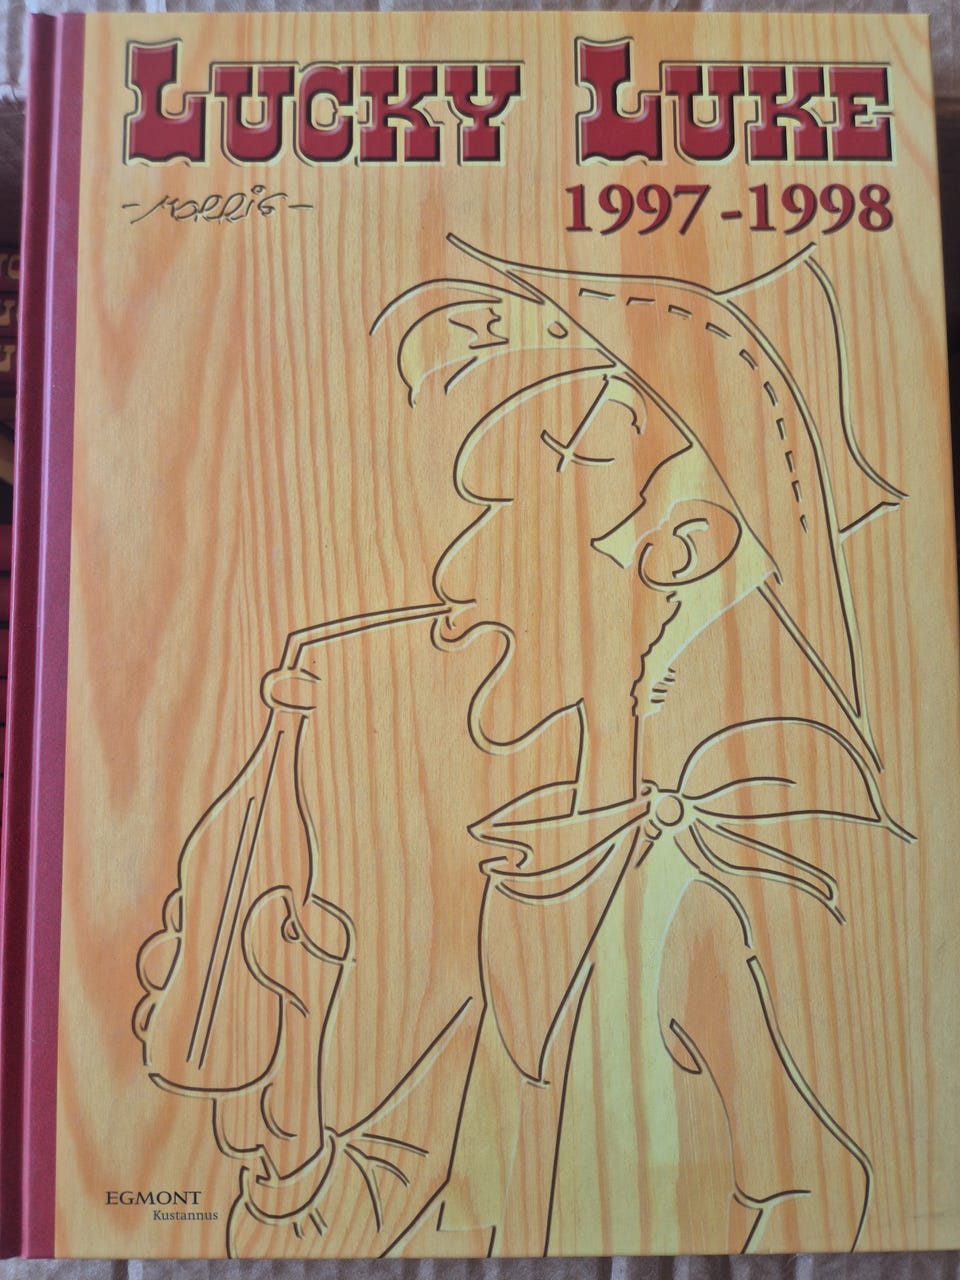 LUCKY LUKE
-MORRIS-
1997-1998
EGMONT
Kustannus